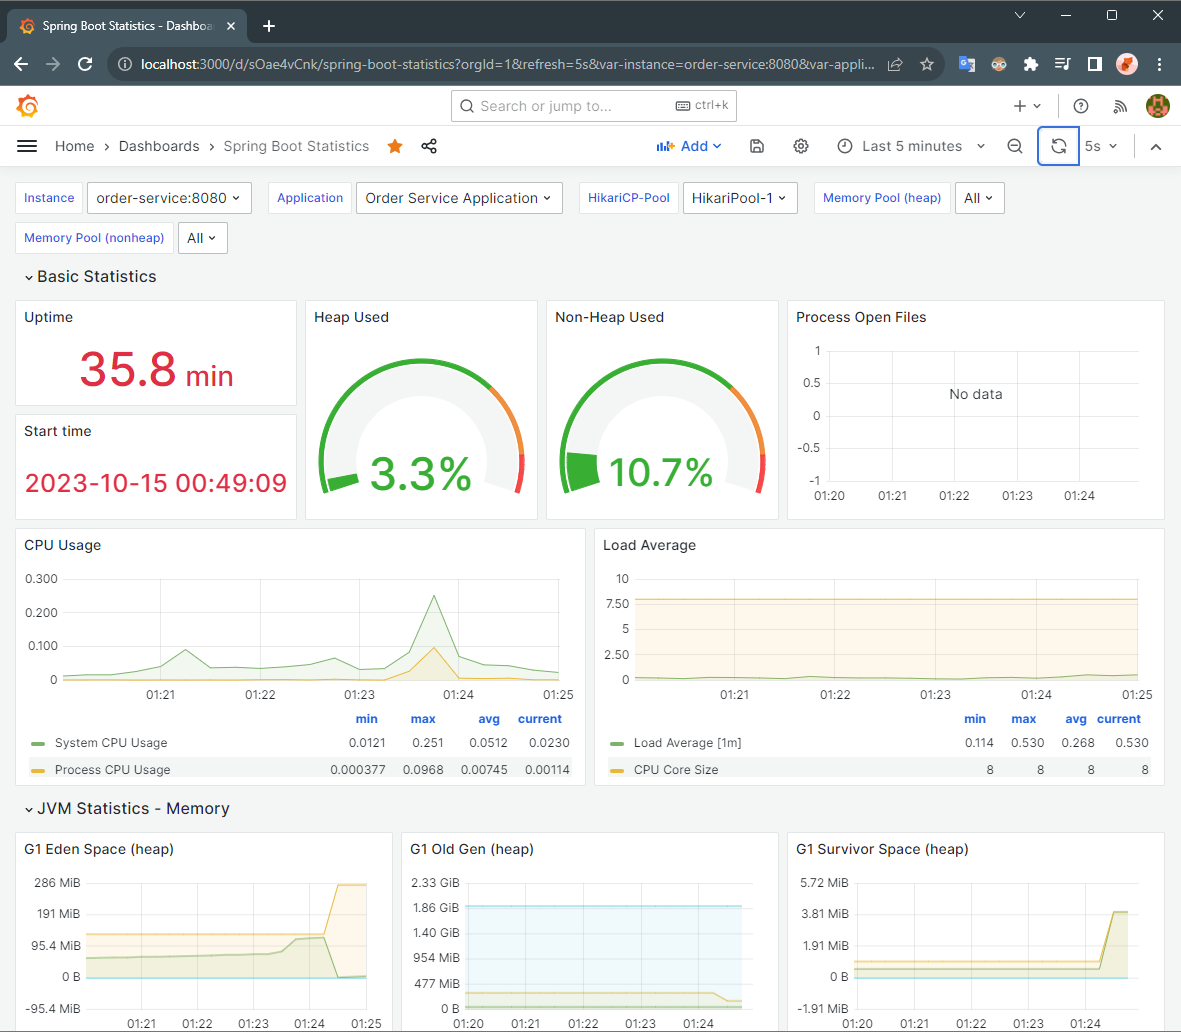 Spring Boot Statistics - Dashboa
localhost:3000/d/sOae4vCnk/spring-boot-statistics?orgId=1&refresh=5s&var-instance=order-service:8080&var-appli...
Search or jump to... ctrl+k
Home › Dashboards › Spring Boot Statistics Add Last 5 minutes 5s
Instance order-service:8080 Application Order Service Application HikariCP-Pool HikariPool-1 Memory Pool (heap) All
Memory Pool (nonheap) All
Basic Statistics
Uptime
35.8 min
Start time
2023-10-15 00:49:09
Heap Used
3.3%
Non-Heap Used
10.7%
Process Open Files
1
0.5
0
-0.5
-1
No data
01:20 01:21 01:22 01:23 01:24
CPU Usage
0.300
0.200
0.100
0
01:21 01:22 01:23 01:24 01:25
min max avg current
System CPU Usage 0.0121 0.251 0.0512 0.0230
Process CPU Usage 0.000377 0.0968 0.00745 0.00114
Load Average
10
7.50
5
2.50
0
01:21 01:22 01:23 01:24 01:25
min max avg current
Load Average [1m] 0.114 0.530 0.268 0.530
CPU Core Size 8 8 8 8
JVM Statistics - Memory
G1 Eden Space (heap)
286 MiB
191 MiB
95.4 MiB
0 B
-95.4 MiB
01:21 01:22 01:23 01:24 01:25
G1 Old Gen (heap)
2.33 GiB
1.86 GiB
1.40 GiB
954 MiB
477 MiB
0 B
01:20 01:21 01:22 01:23 01:24
G1 Survivor Space (heap)
5.72 MiB
3.81 MiB
1.91 MiB
0 B
-1.91 MiB
01:20 01:21 01:22 01:23 01:24